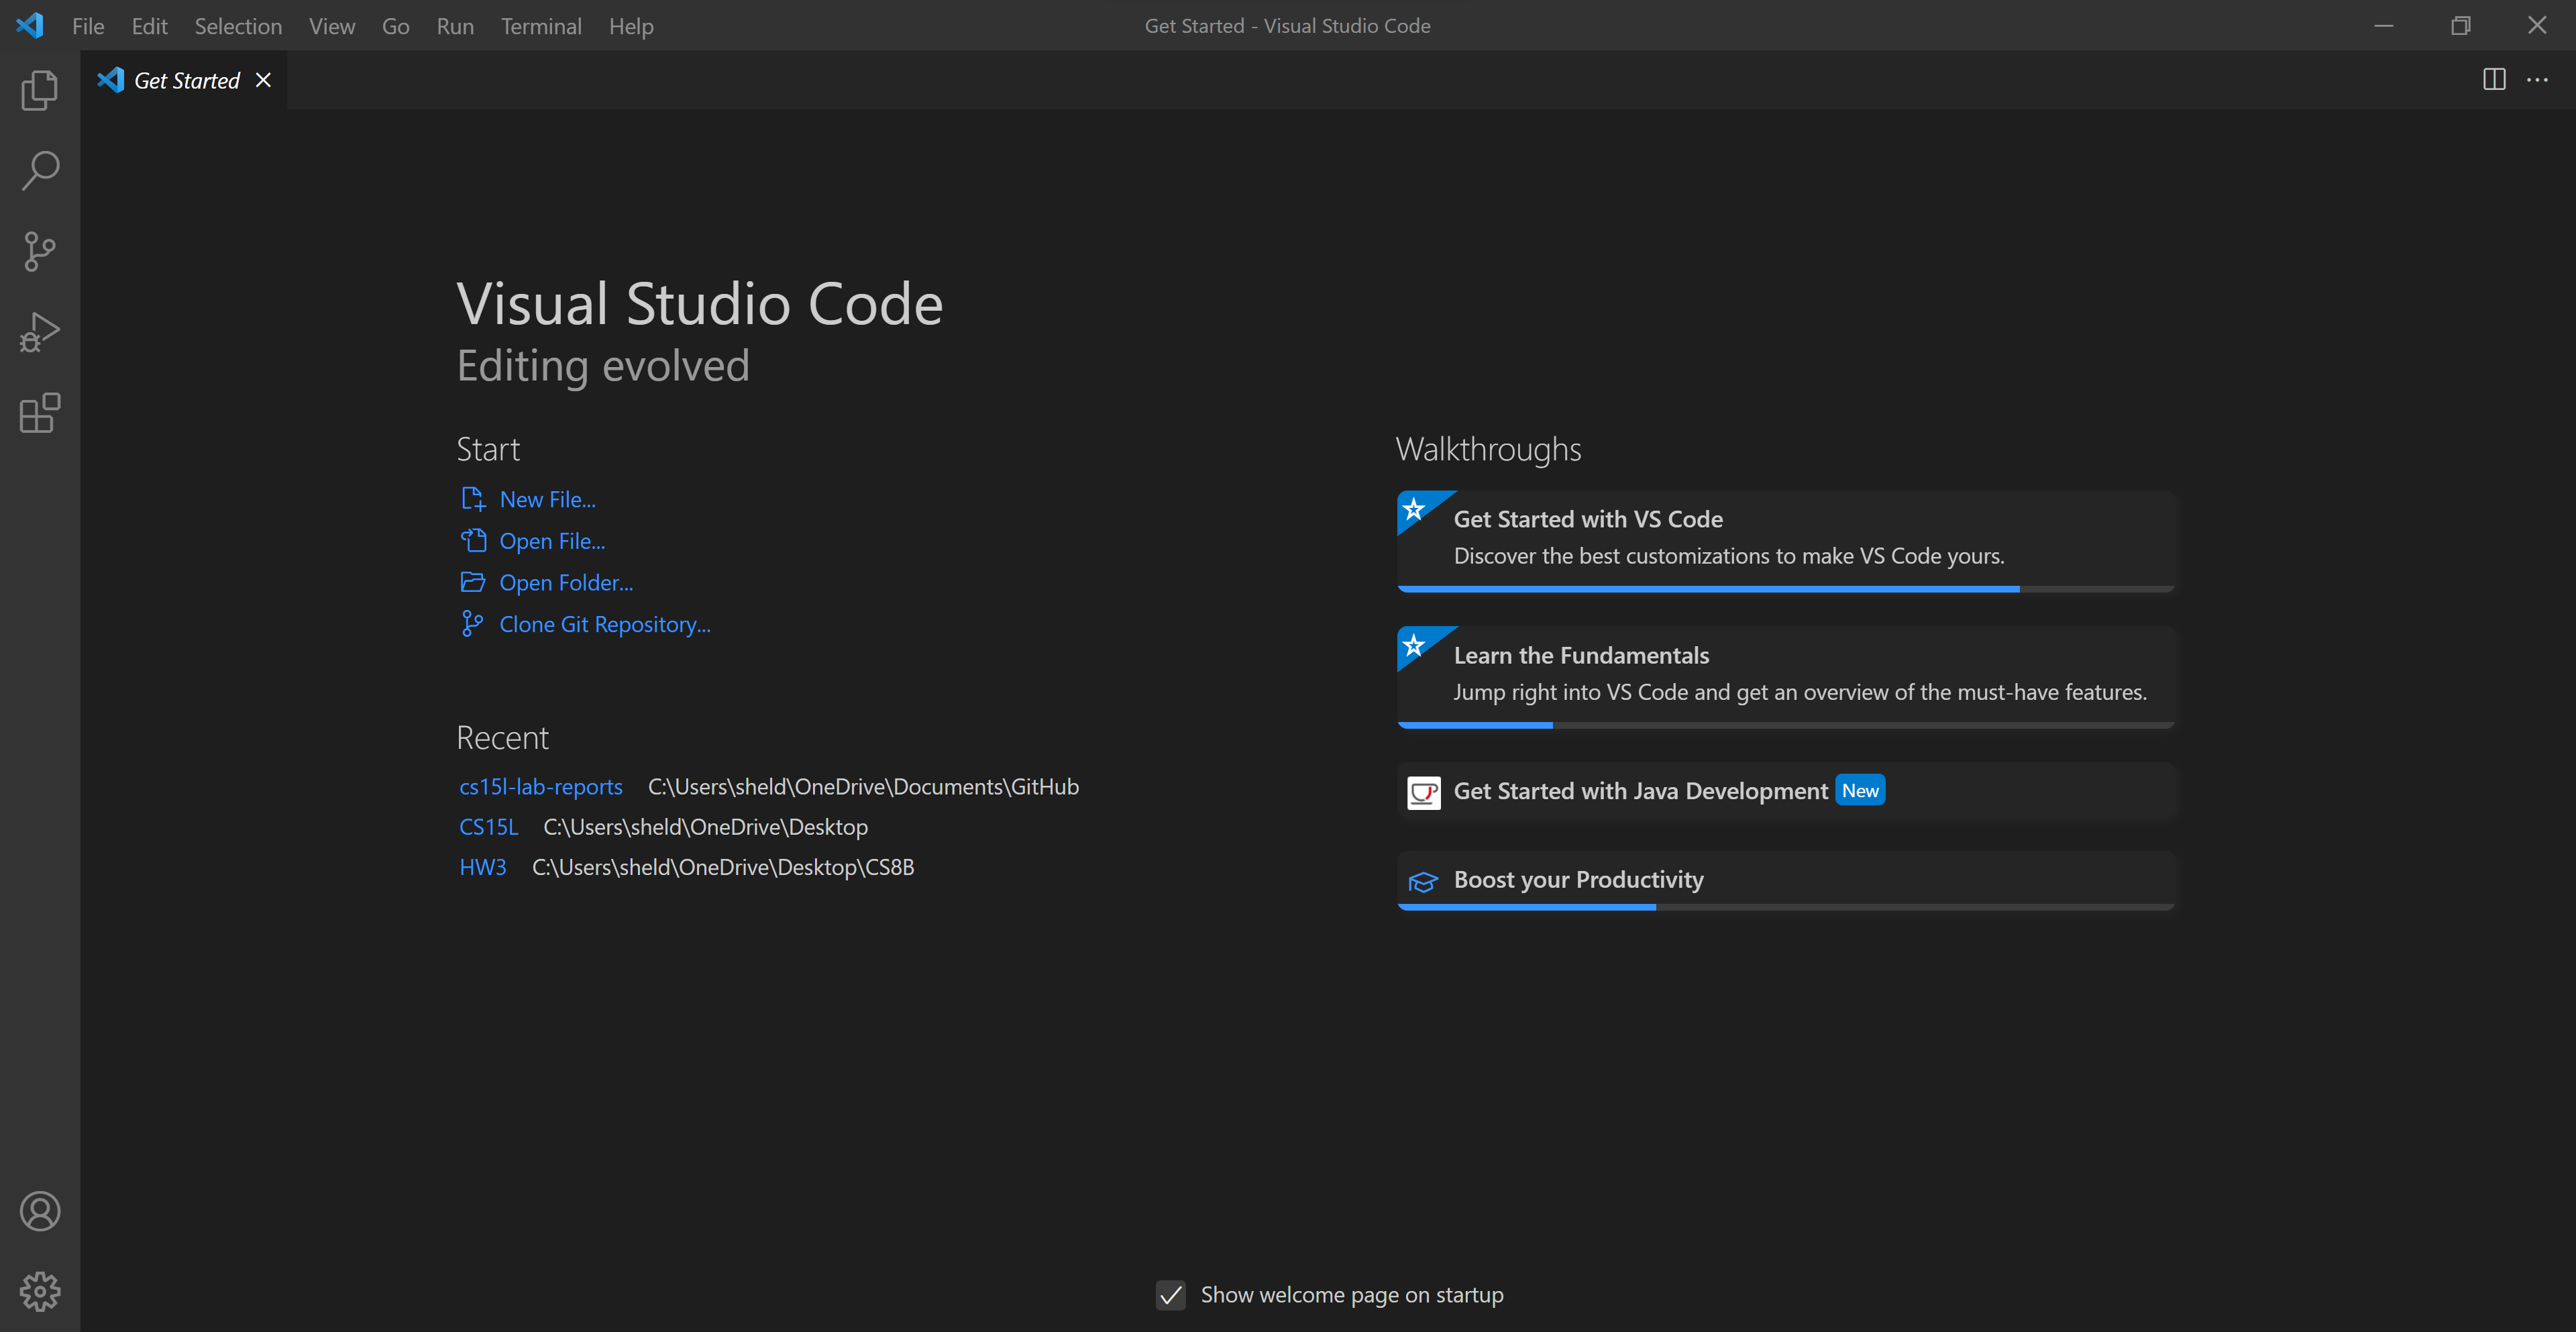 File Edit Selection View Go Run Terminal Help
Get Started - Visual Studio Code
Get Started
Visual Studio Code
Editing evolved
Start
New File...
Open File...
Open Folder...
Clone Git Repository...
Recent
cs15l-lab-reports C:\Users\sheld\OneDrive\Documents\GitHub
CS15L C:\Users\sheld\OneDrive\Desktop
HW3 C:\Users\sheld\OneDrive\Desktop\CS8B
Walkthroughs
Get Started with VS Code
Discover the best customizations to make VS Code yours.
Learn the Fundamentals
Jump right into VS Code and get an overview of the must-have features.
Get Started with Java Development New
Boost your Productivity
Show welcome page on startup